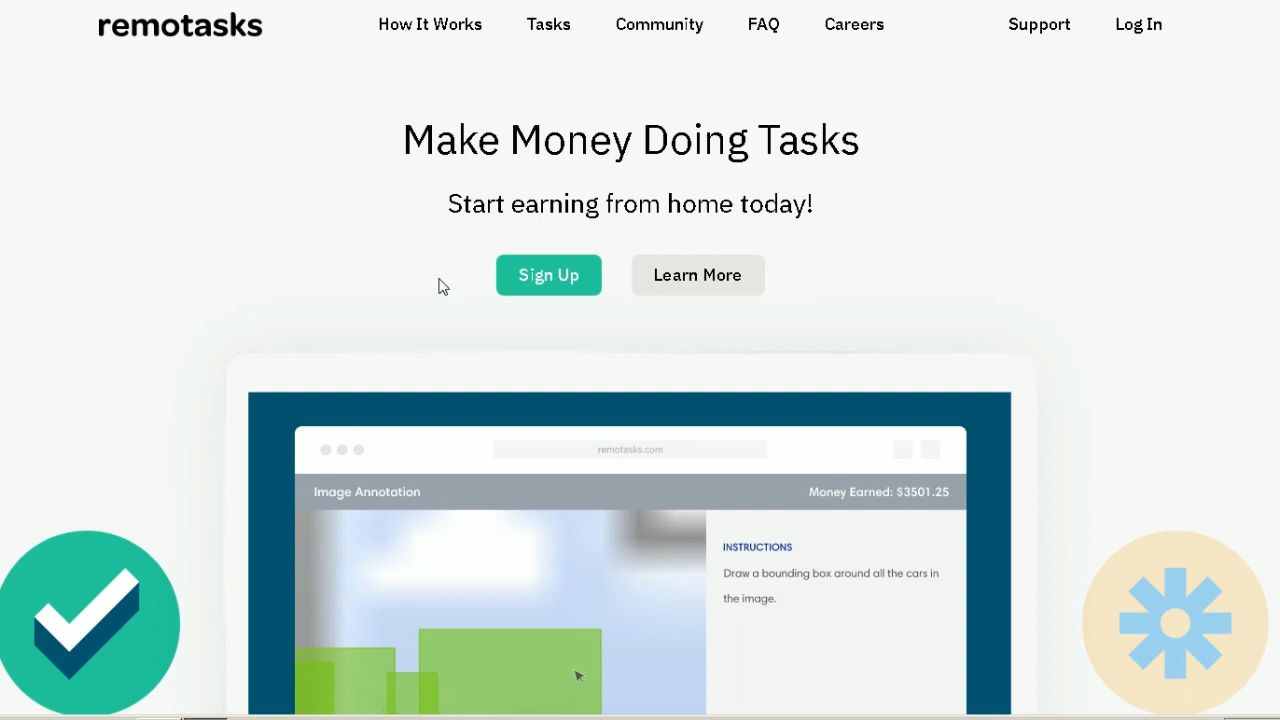 remotasks How It Works Tasks Community FAQ Careers Support Log In
Make Money Doing Tasks
Start earning from home today!
Sign Up Learn More
remotasks.com
Image Annotation Money Earned: $3501.25
INSTRUCTIONS
Draw a bounding box around all the cars in
the image.